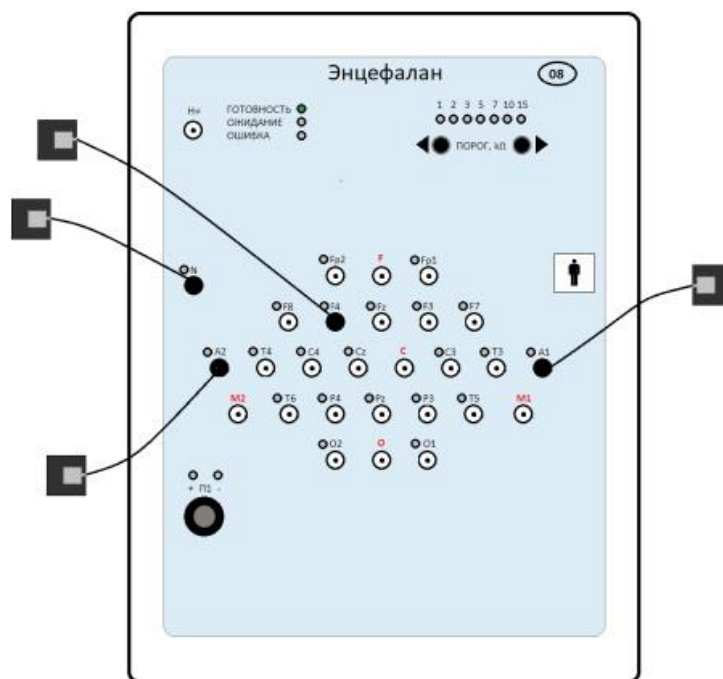 Энцефалан 08
Н» ГОТОВНОСТЬ 1 2 3 5 7 10 15
ОЖИДАНИЕ
ОШИБКА ПОРОГ, kΩ
Fp2 F Fp1
N
F8 F4 Fz F3 F7
A2 T4 C4 Cz C C3 T3 A1
M2 T6 P4 Pz P3 T5 M1
O2 O O1
+ П1 -